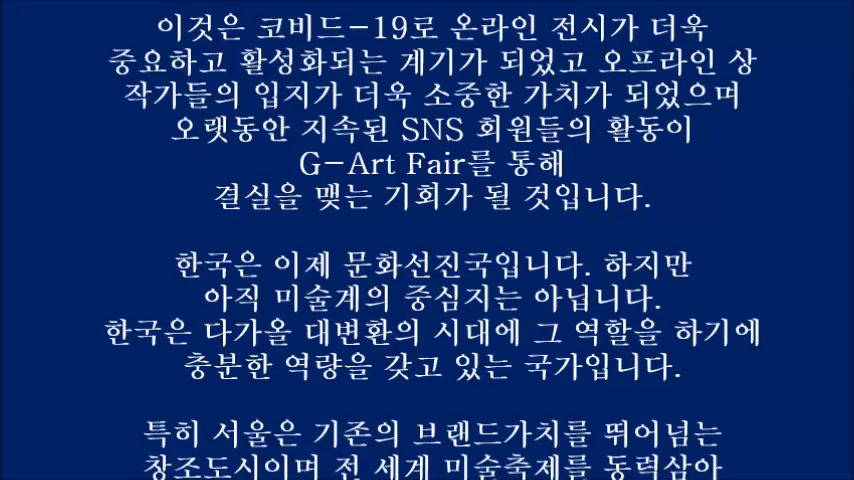 이것은 코비드-19로 온라인 전시가 더욱
중요하고 활성화되는 계기가 되었고 오프라인 상
작가들의 입지가 더욱 소중한 가치가 되었으며
오랫동안 지속된 SNS 회원들의 활동이
G-Art Fair를 통해
결실을 맺는 기회가 될 것입니다.
한국은 이제 문화선진국입니다. 하지만
아직 미술계의 중심지는 아닙니다.
한국은 다가올 대변환의 시대에 그 역할을 하기에
충분한 역량을 갖고 있는 국가입니다.
특히 서울은 기존의 브랜드가치를 뛰어넘는
창조도시이며 전 세계 미술축제를 동력삼아